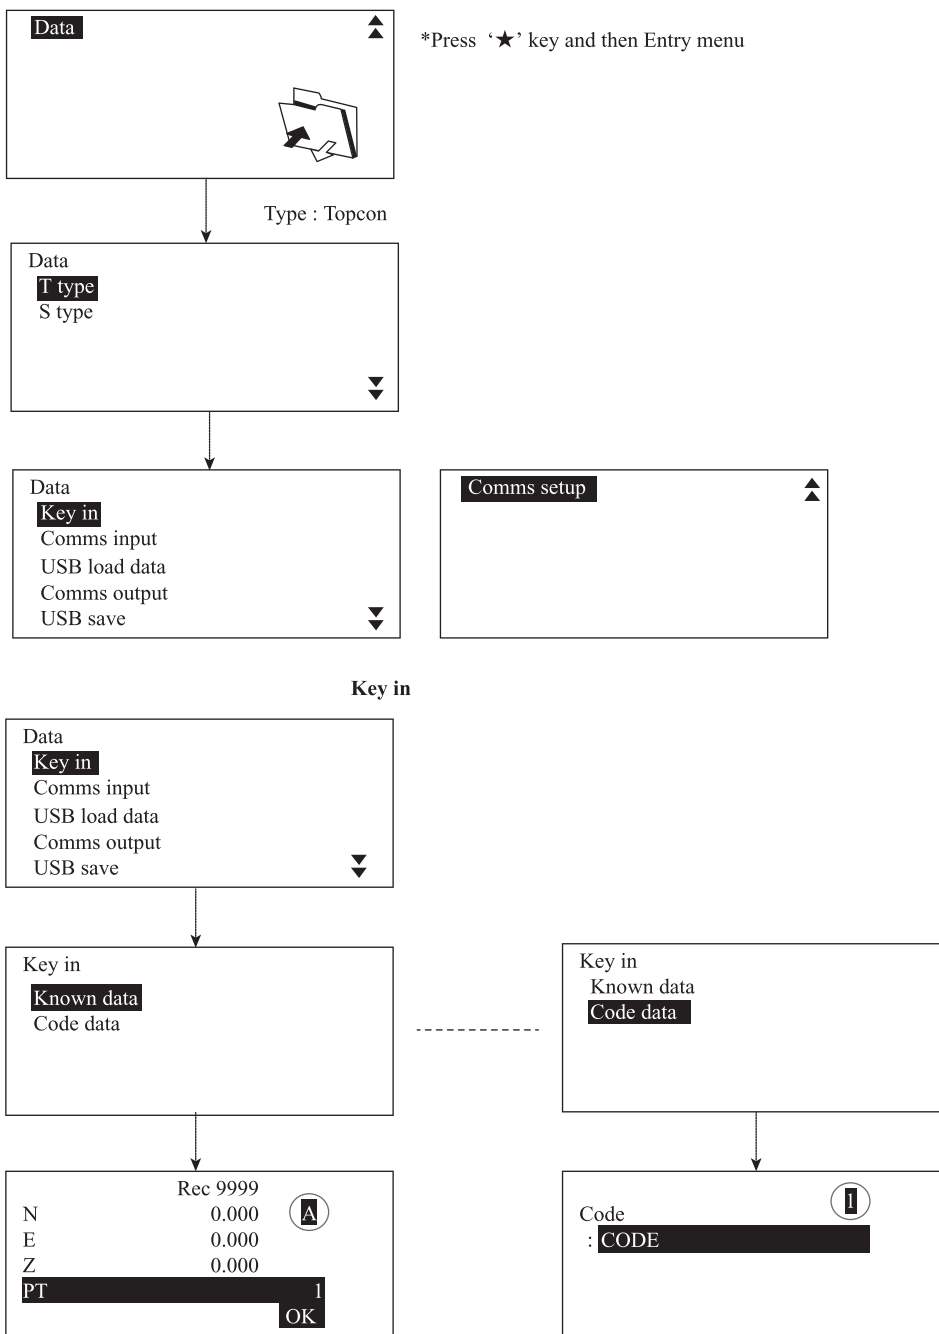 Data
*Press ‘★’ key and then Entry menu
Type : Topcon
Data
T type
S type
Data
Key in
Comms input
USB load data
Comms output
USB save
Comms setup
Key in
Data
Key in
Comms input
USB load data
Comms output
USB save
Key in
Known data
Code data
Key in
Known data
Code data
Rec 9999
N 0.000 A
E 0.000
Z 0.000
PT 1
OK
1
Code
: CODE